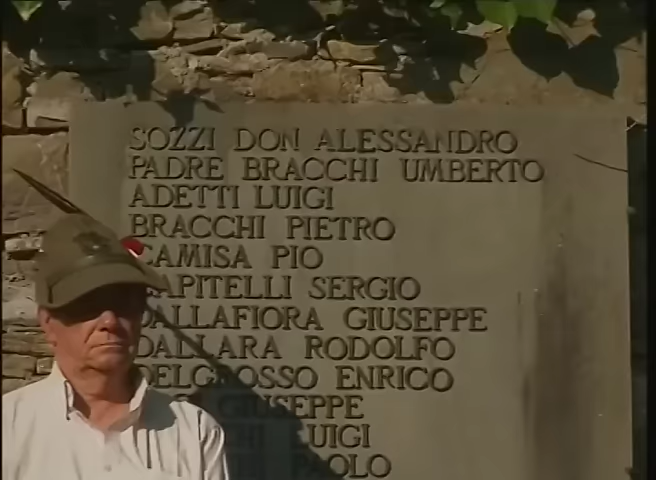 SOZZI DON ALESSANDRO
PADRE BRACCHI UMBERTO
ADETTI LUIGI
BRACCHI PIETRO
CAMISA PIO
CAPITELLI SERGIO
DALLAFIORA GIUSEPPE
DALLARA RODOLFO
DELGROSSO ENRICO
GIUSEPPE
LUIGI
PAOLO